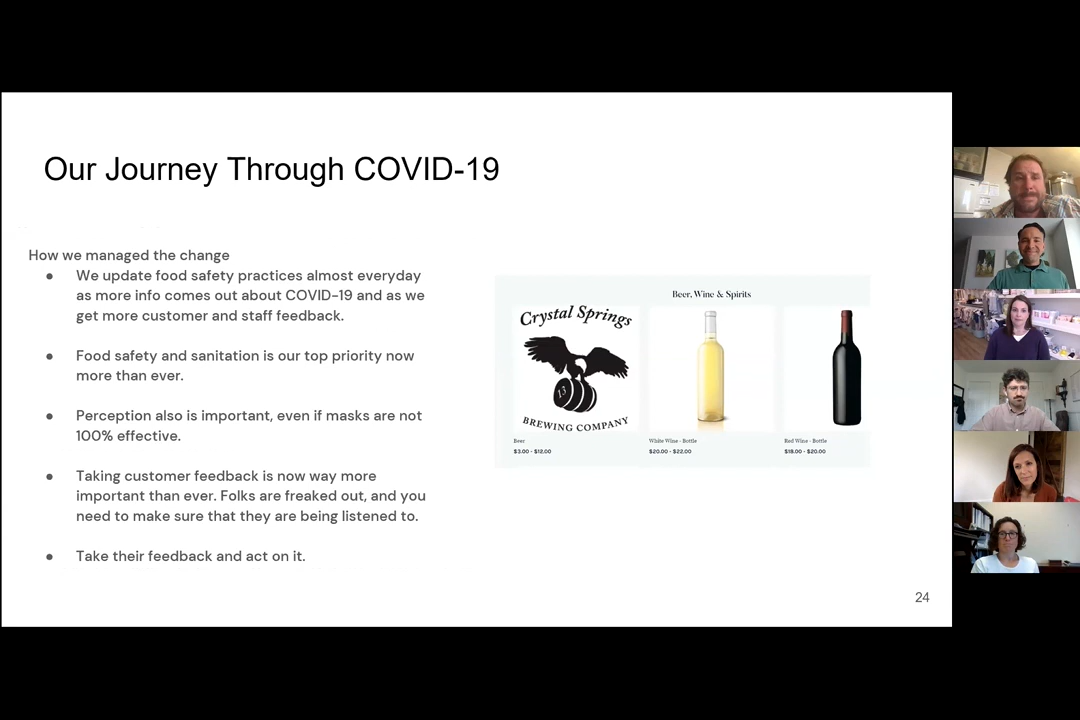 Our Journey Through COVID-19
How we managed the change
● We update food safety practices almost everyday
as more info comes out about COVID-19 and as we
get more customer and staff feedback.
● Food safety and sanitation is our top priority now
more than ever.
● Perception also is important, even if masks are not
100% effective.
● Taking customer feedback is now way more
important than ever. Folks are freaked out, and you
need to make sure that they are being listened to.
● Take their feedback and act on it.
Beer, Wine & Spirits
Crystal Springs
13
BREWING COMPANY
Beer
$3.00 - $12.00
White Wine - Bottle
$20.00 - $22.00
Red Wine - Bottle
$18.00 - $20.00
24